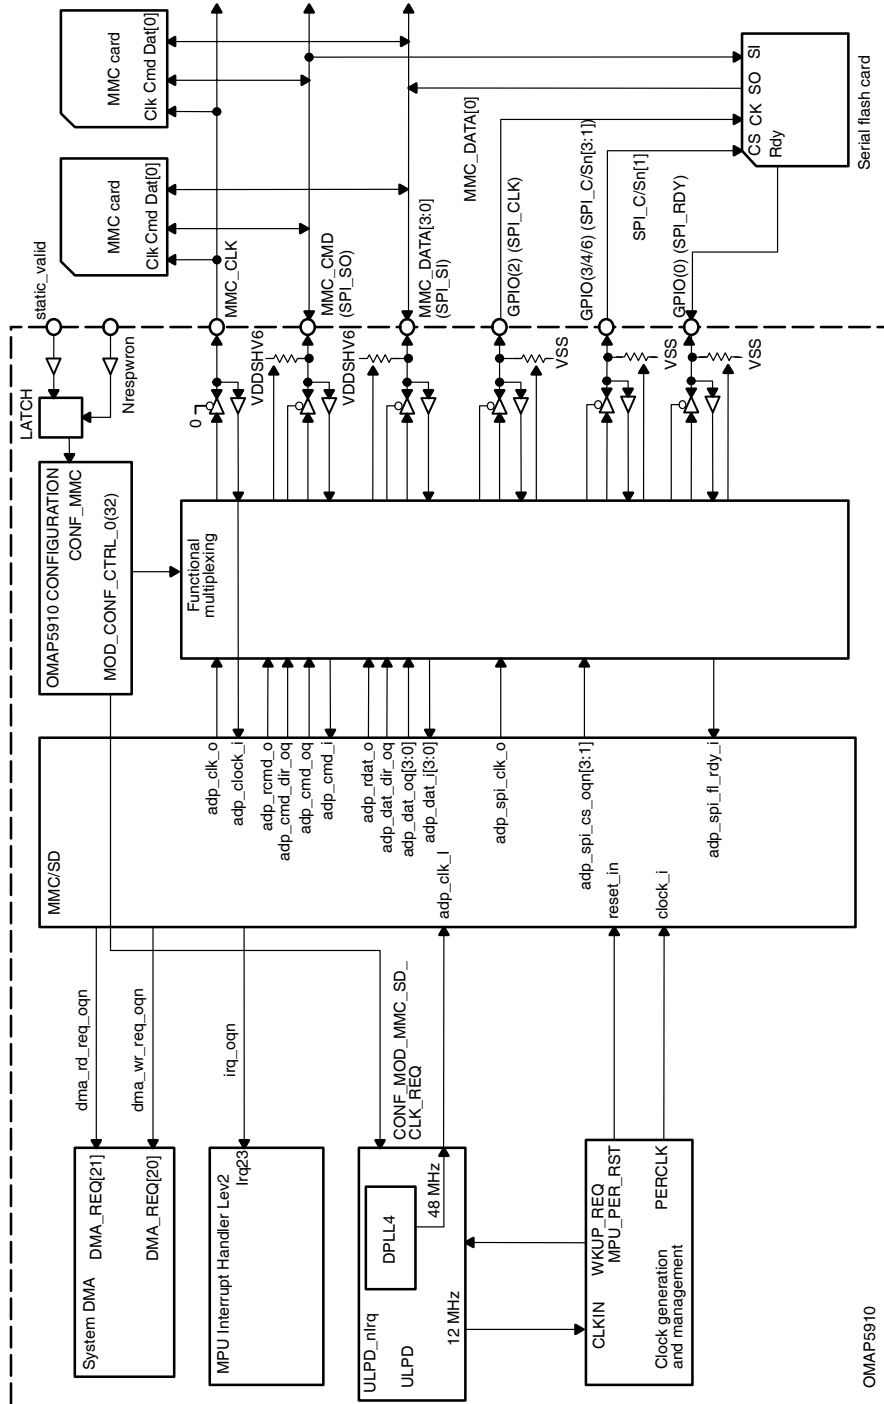 System DMA
DMA_REQ[21]
DMA_REQ[20]
dma_rd_req_oqn
dma_wr_req_oqn
MPU Interrupt Handler Lev2
Irq23
irq_oqn
ULPD_nIrq
ULPD
DPLL4
48 MHz
12 MHz
CONF_MOD_MMC_SD_
CLK_REQ
CLKIN
WKUP_REQ
MPU_PER_RST
PERCLK
Clock generation
and management
OMAP5910
MMC/SD
adp_clk_o
adp_clock_i
adp_rcmd_o
adp_cmd_dir_oq
adp_cmd_oq
adp_cmd_i
adp_rdat_o
adp_dat_dir_oq
adp_dat_oq[3:0]
adp_dat_i[3:0]
adp_clk_I
adp_spi_clk_o
adp_spi_cs_oqn[3:1]
reset_in
clock_i
adp_spi_fl_rdy_i
OMAP5910 CONFIGURATION
CONF_MMC
MOD_CONF_CTRL_0(32)
Functional
multiplexing
LATCH
Nrespwron
static_valid
0
VDDSHV6
VDDSHV6
VSS
VSS
VSS
MMC_CLK
MMC_CMD
(SPI_SO)
MMC_DATA[3:0]
(SPI_SI)
GPIO(2) (SPI_CLK)
GPIO(3/4/6) (SPI_C/Sn[3:1])
SPI_C/Sn[1]
GPIO(0) (SPI_RDY)
MMC_DATA[0]
MMC card
Clk Cmd Dat[0]
MMC card
Clk Cmd Dat[0]
CS CK SO SI
Rdy
Serial flash card